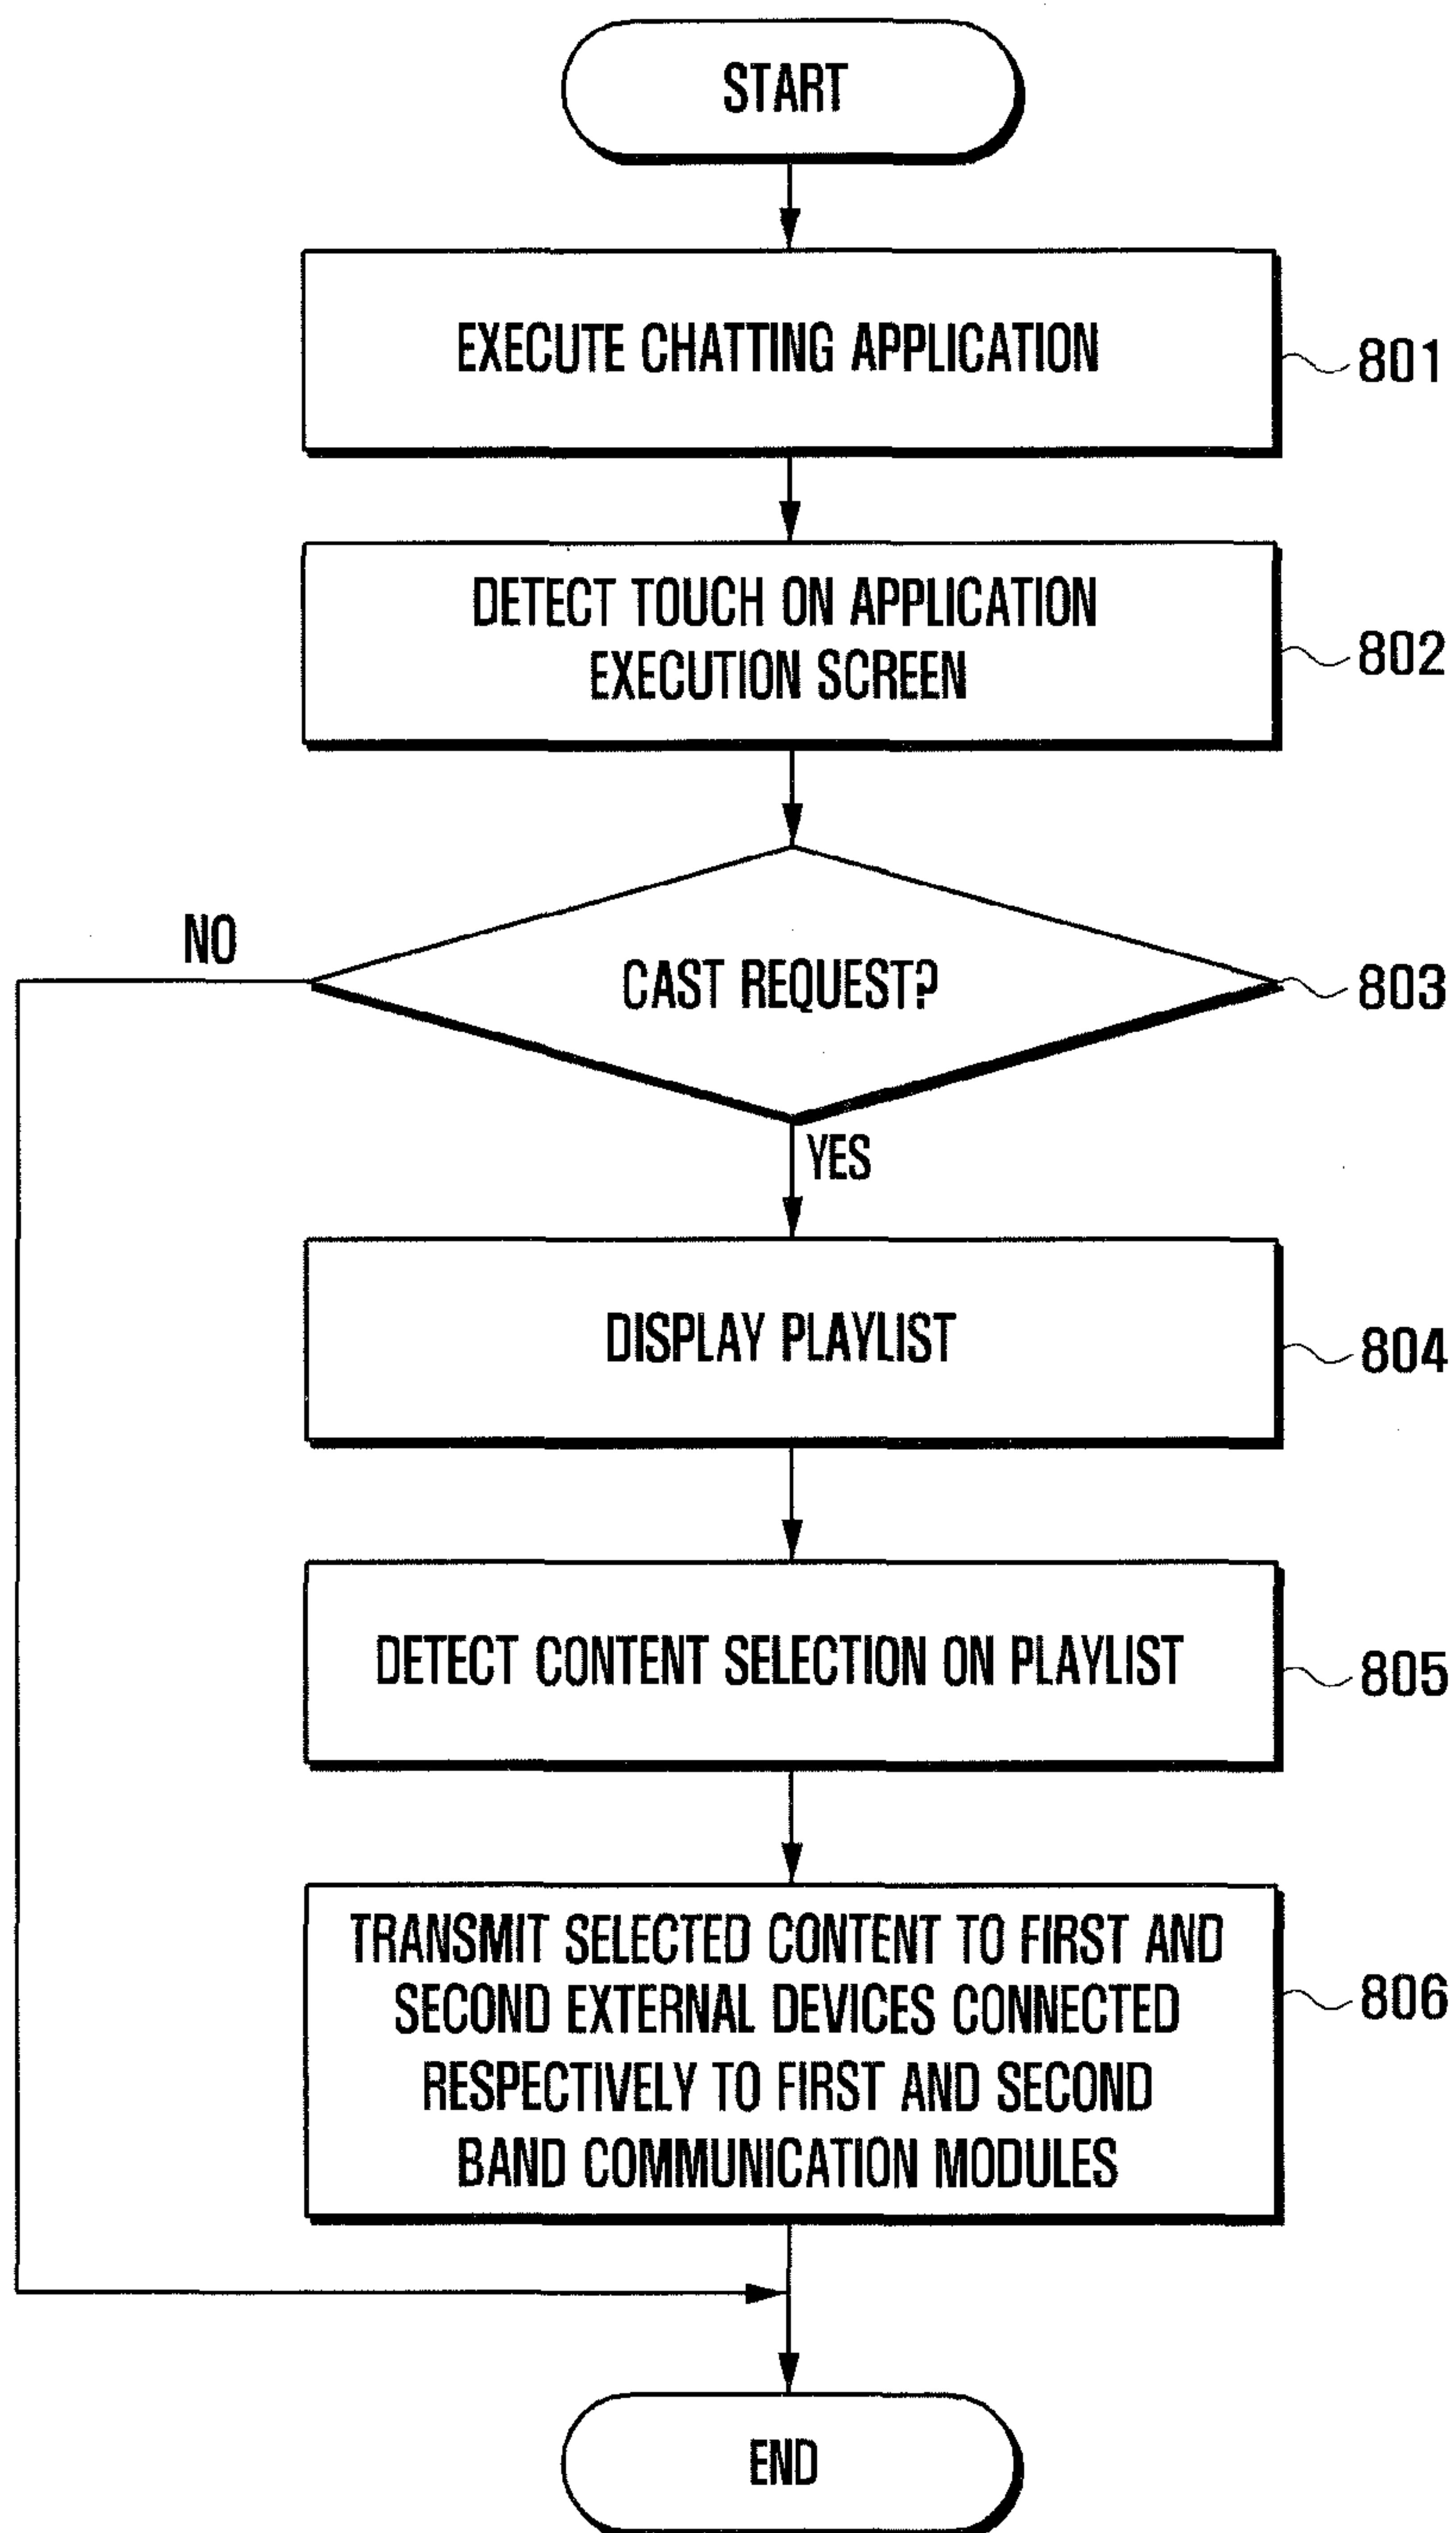 START
EXECUTE CHATTING APPLICATION
801
DETECT TOUCH ON APPLICATION
EXECUTION SCREEN
802
NO
CAST REQUEST?
803
YES
DISPLAY PLAYLIST
804
DETECT CONTENT SELECTION ON PLAYLIST
805
TRANSMIT SELECTED CONTENT TO FIRST AND
SECOND EXTERNAL DEVICES CONNECTED
RESPECTIVELY TO FIRST AND SECOND
BAND COMMUNICATION MODULES
806
END